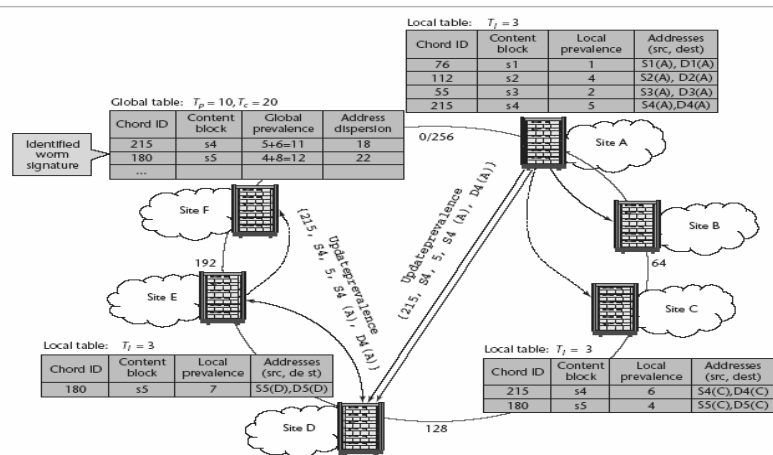 Local table: Tl = 3
Chord ID Content block Local prevalence Addresses (src, dest)
76 s1 1 S1(A), D1(A)
112 s2 4 S2(A), D2(A)
55 s3 2 S3(A), D3(A)
215 s4 5 S4(A),D4(A)
Global table: Tp = 10, Tc = 20
Chord ID Content block Global prevalence Address dispersion
215 s4 5+6=11 18
180 s5 4+8=12 22
...
Identified worm signature
0/256
Site A
Site B
64
Site C
Site F
192
Site E
Updateprevalence
{215, S4, 5, S4 (A), D4(A)}
Updateprevalence
{215, S4, 5, S4 (A), D4(A)}
Local table: Tl = 3
Chord ID Content block Local prevalence Addresses (src, de st)
180 s5 7 S5(D),D5(D)
Local table: Tl = 3
Chord ID Content block Local prevalence Addresses (src, dest)
215 s4 6 S4(C),D4(C)
180 s5 4 S5(C),D5(C)
Site D
128